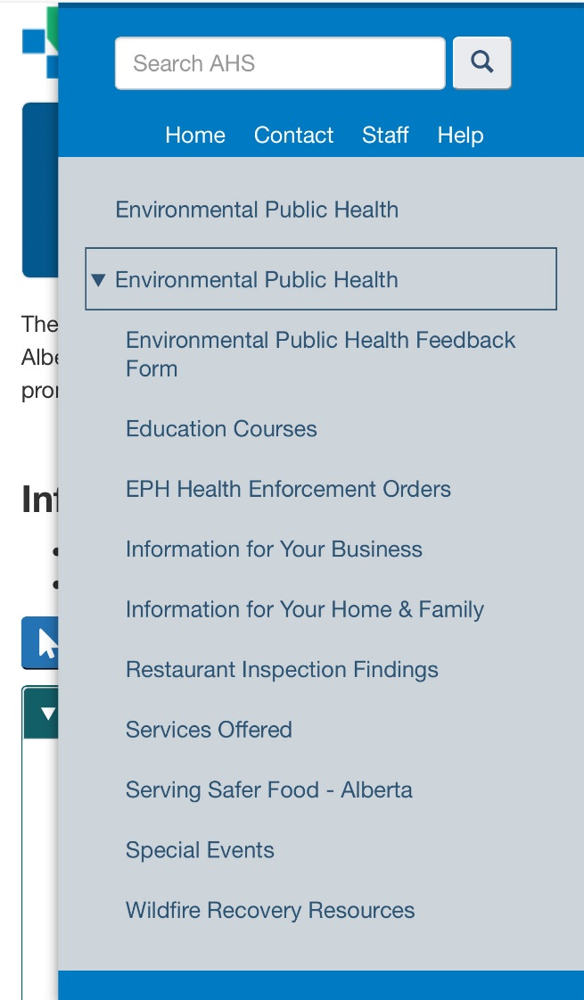 Search AHS
Home Contact Staff Help
Environmental Public Health
Environmental Public Health
Environmental Public Health Feedback
Form
Education Courses
EPH Health Enforcement Orders
Information for Your Business
Information for Your Home & Family
Restaurant Inspection Findings
Services Offered
Serving Safer Food - Alberta
Special Events
Wildfire Recovery Resources
The